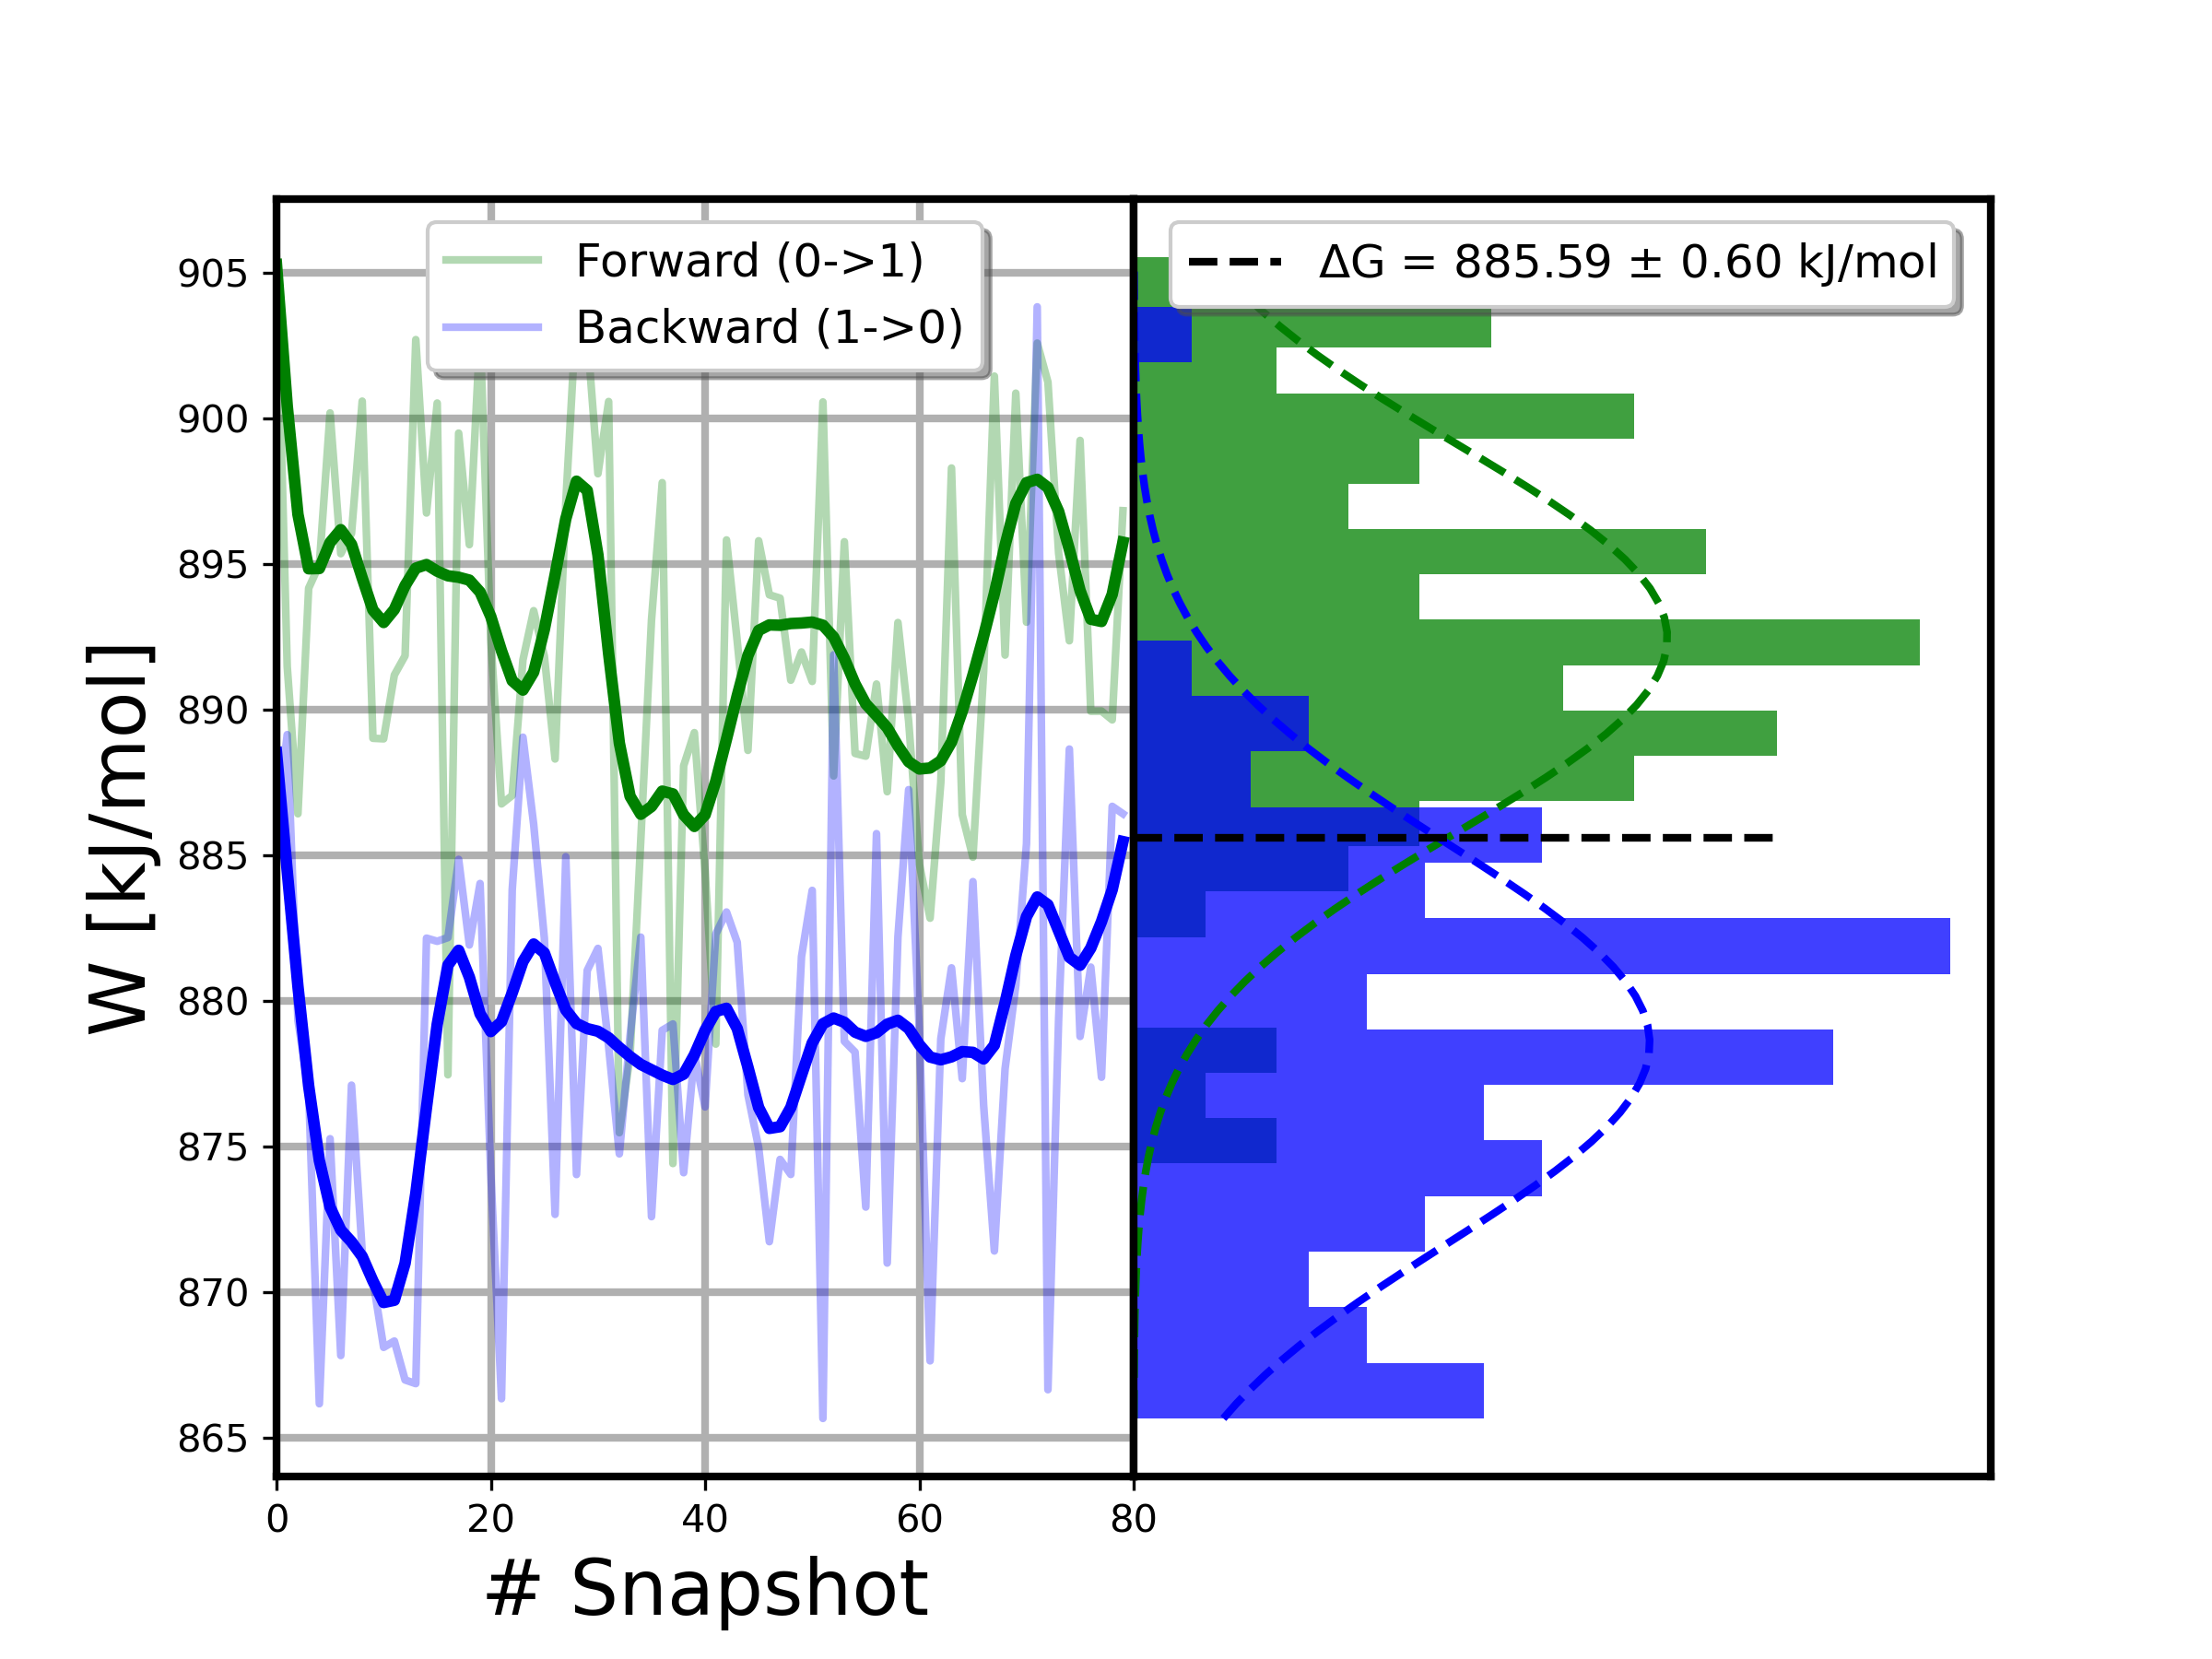 Forward (0->1)
Backward (1->0)
ΔG = 885.59 ± 0.60 kJ/mol
W [kJ/mol]
905
900
895
890
885
880
875
870
865
0 20 40 60 80
# Snapshot